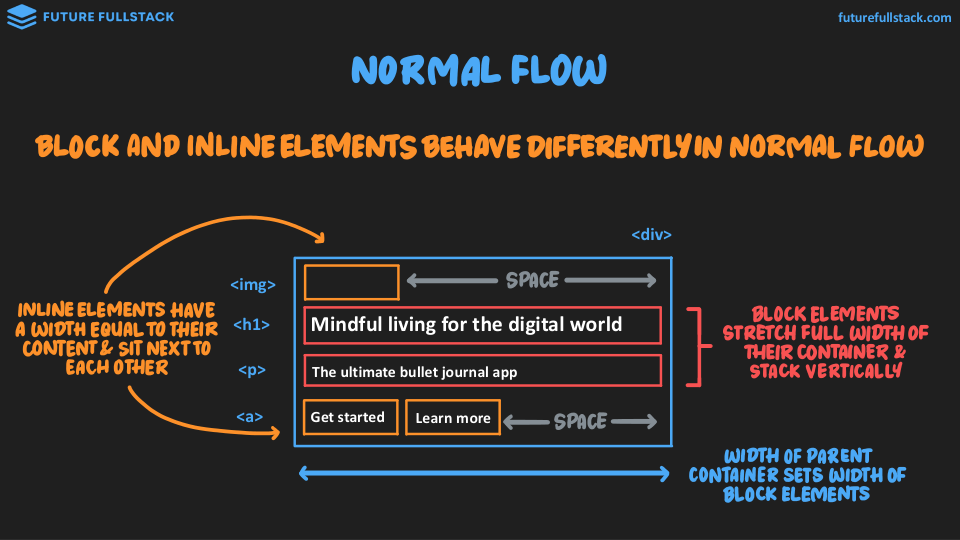 FUTURE FULLSTACK
futurefullstack.com
NORMAL FLOW
BLOCK AND INLINE ELEMENTS BEHAVE DIFFERENTLY IN NORMAL FLOW
<div>
<img>
SPACE
INLINE ELEMENTS HAVE
A WIDTH EQUAL TO THEIR
CONTENT & SIT NEXT TO
EACH OTHER
<h1>
Mindful living for the digital world
<p>
The ultimate bullet journal app
<a>
Get started
Learn more
SPACE
BLOCK ELEMENTS
STRETCH FULL WIDTH OF
THEIR CONTAINER &
STACK VERTICALLY
WIDTH OF PARENT
CONTAINER SETS WIDTH OF
BLOCK ELEMENTS